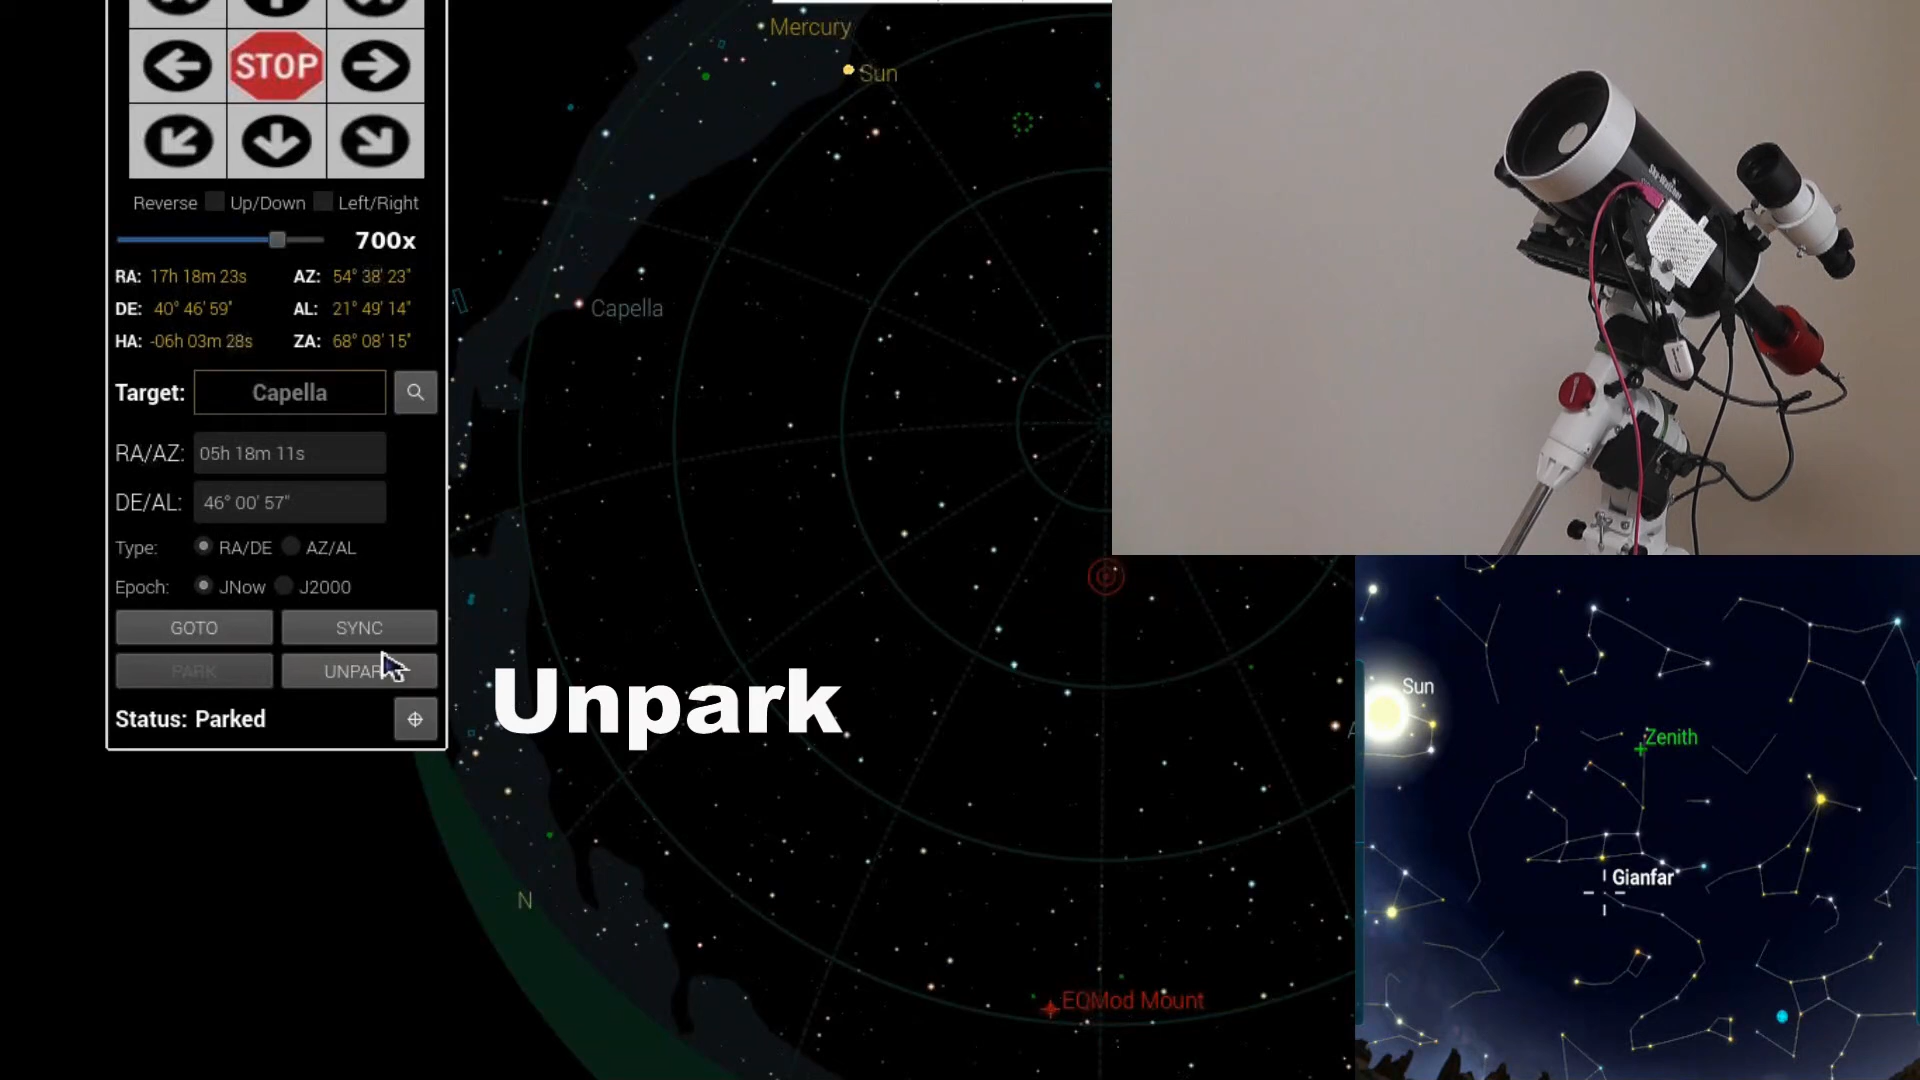 STOP
Reverse Up/Down Left/Right
700x
RA: 17h 18m 23s AZ: 54° 38' 23"
DE: 40° 46' 59" AL: 21° 49' 14"
HA: -06h 03m 28s ZA: 68° 08' 15"
Target: Capella
RA/AZ: 05h 18m 11s
DE/AL: 46° 00' 57"
Type: RA/DE AZ/AL
Epoch: JNow J2000
GOTO SYNC
PARK UNPARK
Status: Parked
Mercury
Sun
Capella
Unpark
N
EQMod Mount
Sky-Watcher
Sun
Zenith
Gianfar